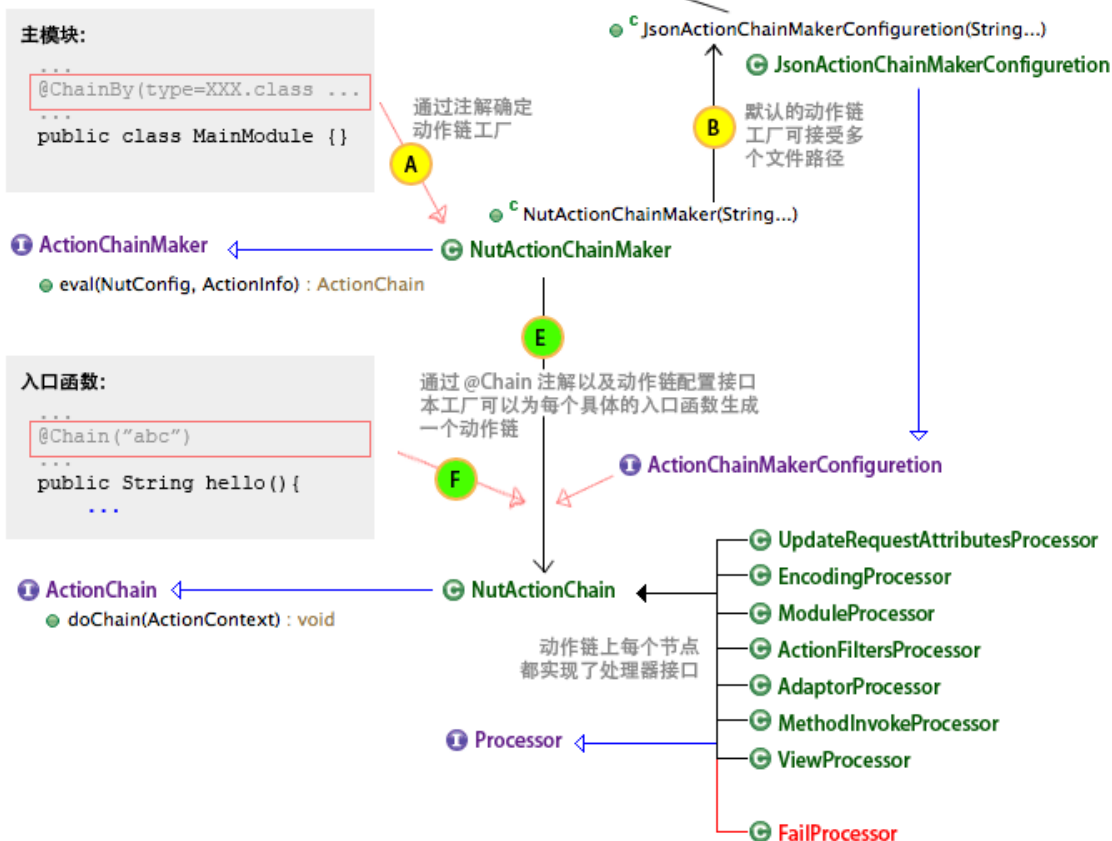 主模块:
...
@ChainBy(type=XXX.class ...
...
public class MainModule {}
通过注解确定
动作链工厂
A
C JsonActionChainMakerConfiguretion(String...)
C JsonActionChainMakerConfiguretion
B
默认的动作链
工厂可接受多
个文件路径
C NutActionChainMaker(String...)
I ActionChainMaker
C NutActionChainMaker
eval(NutConfig, ActionInfo) : ActionChain
E
通过 @Chain 注解以及动作链配置接口
本工厂可以为每个具体的入口函数生成
一个动作链
入口函数:
...
@Chain("abc")
...
public String hello(){
...
F
I ActionChainMakerConfiguretion
I ActionChain
C NutActionChain
doChain(ActionContext) : void
动作链上每个节点
都实现了处理器接口
I Processor
C UpdateRequestAttributesProcessor
C EncodingProcessor
C ModuleProcessor
C ActionFiltersProcessor
C AdaptorProcessor
C MethodInvokeProcessor
C ViewProcessor
C FailProcessor